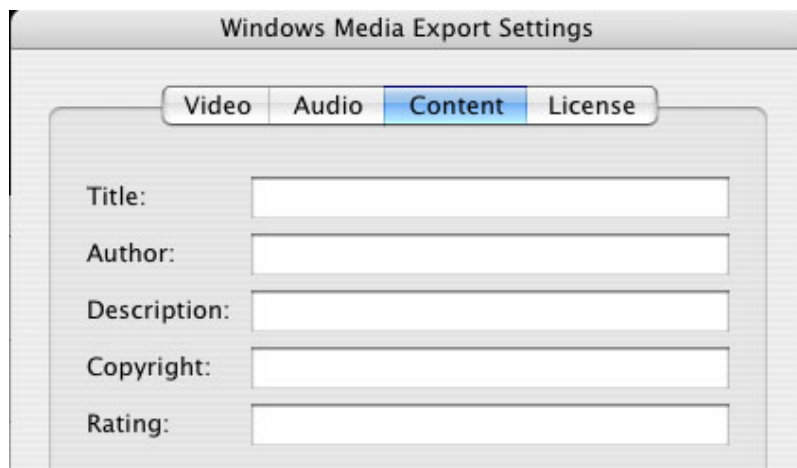 Windows Media Export Settings
Video Audio Content License
Title:
Author:
Description:
Copyright:
Rating: